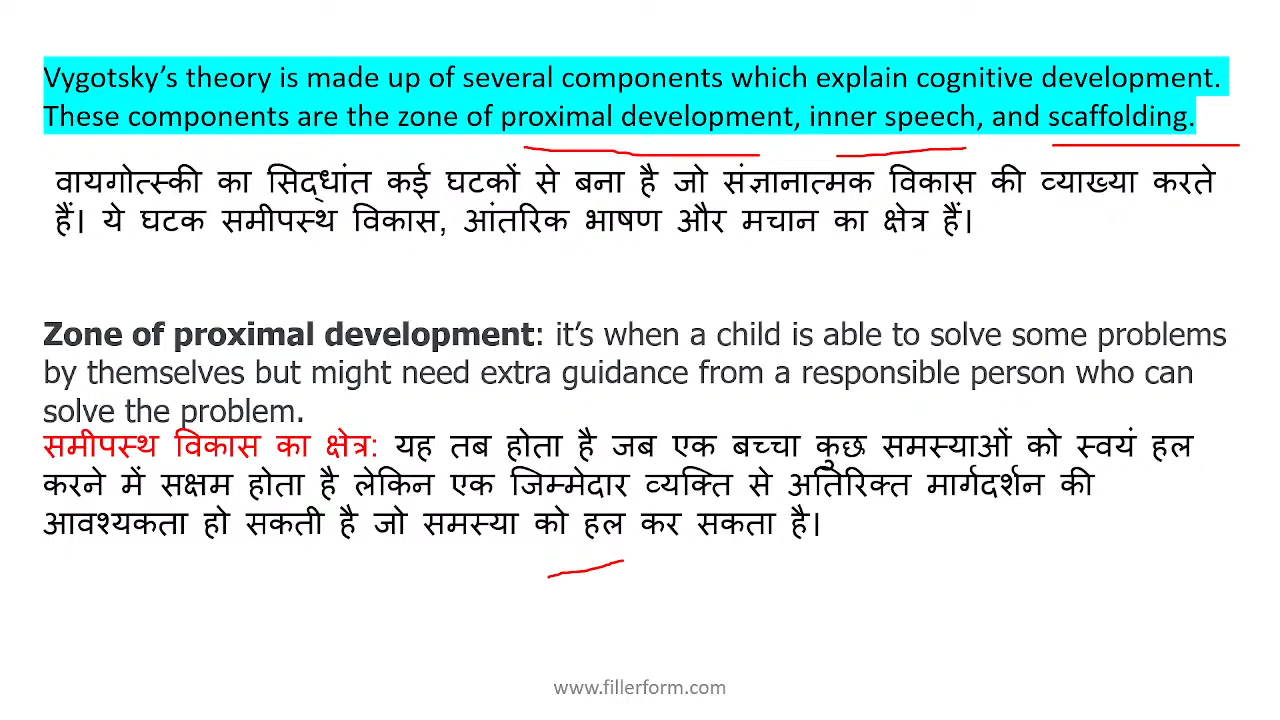 Vygotsky’s theory is made up of several components which explain cognitive development.
These components are the zone of proximal development, inner speech, and scaffolding.
वायगोत्स्की का सिद्धांत कई घटकों से बना है जो संज्ञानात्मक विकास की व्याख्या करते
हैं। ये घटक समीपस्थ विकास, आंतरिक भाषण और मचान का क्षेत्र हैं।
Zone of proximal development: it’s when a child is able to solve some problems
by themselves but might need extra guidance from a responsible person who can
solve the problem.
समीपस्थ विकास का क्षेत्र: यह तब होता है जब एक बच्चा कुछ समस्याओं को स्वयं हल
करने में सक्षम होता है लेकिन एक जिम्मेदार व्यक्ति से अतिरिक्त मार्गदर्शन की
आवश्यकता हो सकती है जो समस्या को हल कर सकता है।
www.fillerform.com